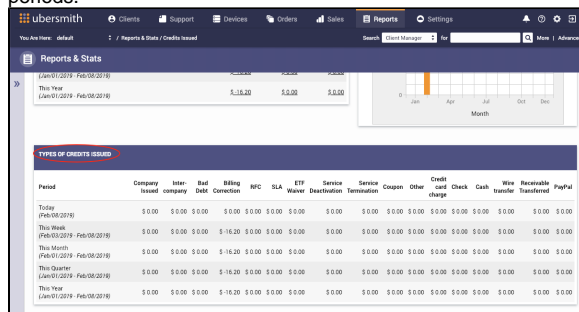 periods.
ubersmith Clients Support Devices Orders Sales Reports Settings
You Are Here: default / Reports & Stats / Credits Issued Search Client Manager for More | Advance
Reports & Stats
(Jan/01/2019 - Feb/08/2019) $ -16.20 $ 0.00 $ 0.00
This Year
(Jan/01/2019 - Feb/08/2019) $ -16.20 $ 0.00 $ 0.00
0
Jan Apr Jul Oct Dec
Month
TYPES OF CREDITS ISSUED
Period Company Issued Inter-company Bad Debt Billing Correction RFC SLA ETF Waiver Service Deactivation Service Termination Coupon Other Credit card charge Check Cash Wire transfer Receivable Transferred PayPal
Today
(Feb/08/2019) $ 0.00 $ 0.00 $ 0.00 $ 0.00 $ 0.00 $ 0.00 $ 0.00 $ 0.00 $ 0.00 $ 0.00 $ 0.00 $ 0.00 $ 0.00 $ 0.00 $ 0.00 $ 0.00 $ 0.00
This Week
(Feb/03/2019 - Feb/08/2019) $ 0.00 $ 0.00 $ 0.00 $ -16.20 $ 0.00 $ 0.00 $ 0.00 $ 0.00 $ 0.00 $ 0.00 $ 0.00 $ 0.00 $ 0.00 $ 0.00 $ 0.00 $ 0.00 $ 0.00
This Month
(Feb/01/2019 - Feb/08/2019) $ 0.00 $ 0.00 $ 0.00 $ -16.20 $ 0.00 $ 0.00 $ 0.00 $ 0.00 $ 0.00 $ 0.00 $ 0.00 $ 0.00 $ 0.00 $ 0.00 $ 0.00 $ 0.00 $ 0.00
This Quarter
(Jan/01/2019 - Feb/08/2019) $ 0.00 $ 0.00 $ 0.00 $ -16.20 $ 0.00 $ 0.00 $ 0.00 $ 0.00 $ 0.00 $ 0.00 $ 0.00 $ 0.00 $ 0.00 $ 0.00 $ 0.00 $ 0.00 $ 0.00
This Year
(Jan/01/2019 - Feb/08/2019) $ 0.00 $ 0.00 $ 0.00 $ -16.20 $ 0.00 $ 0.00 $ 0.00 $ 0.00 $ 0.00 $ 0.00 $ 0.00 $ 0.00 $ 0.00 $ 0.00 $ 0.00 $ 0.00 $ 0.00